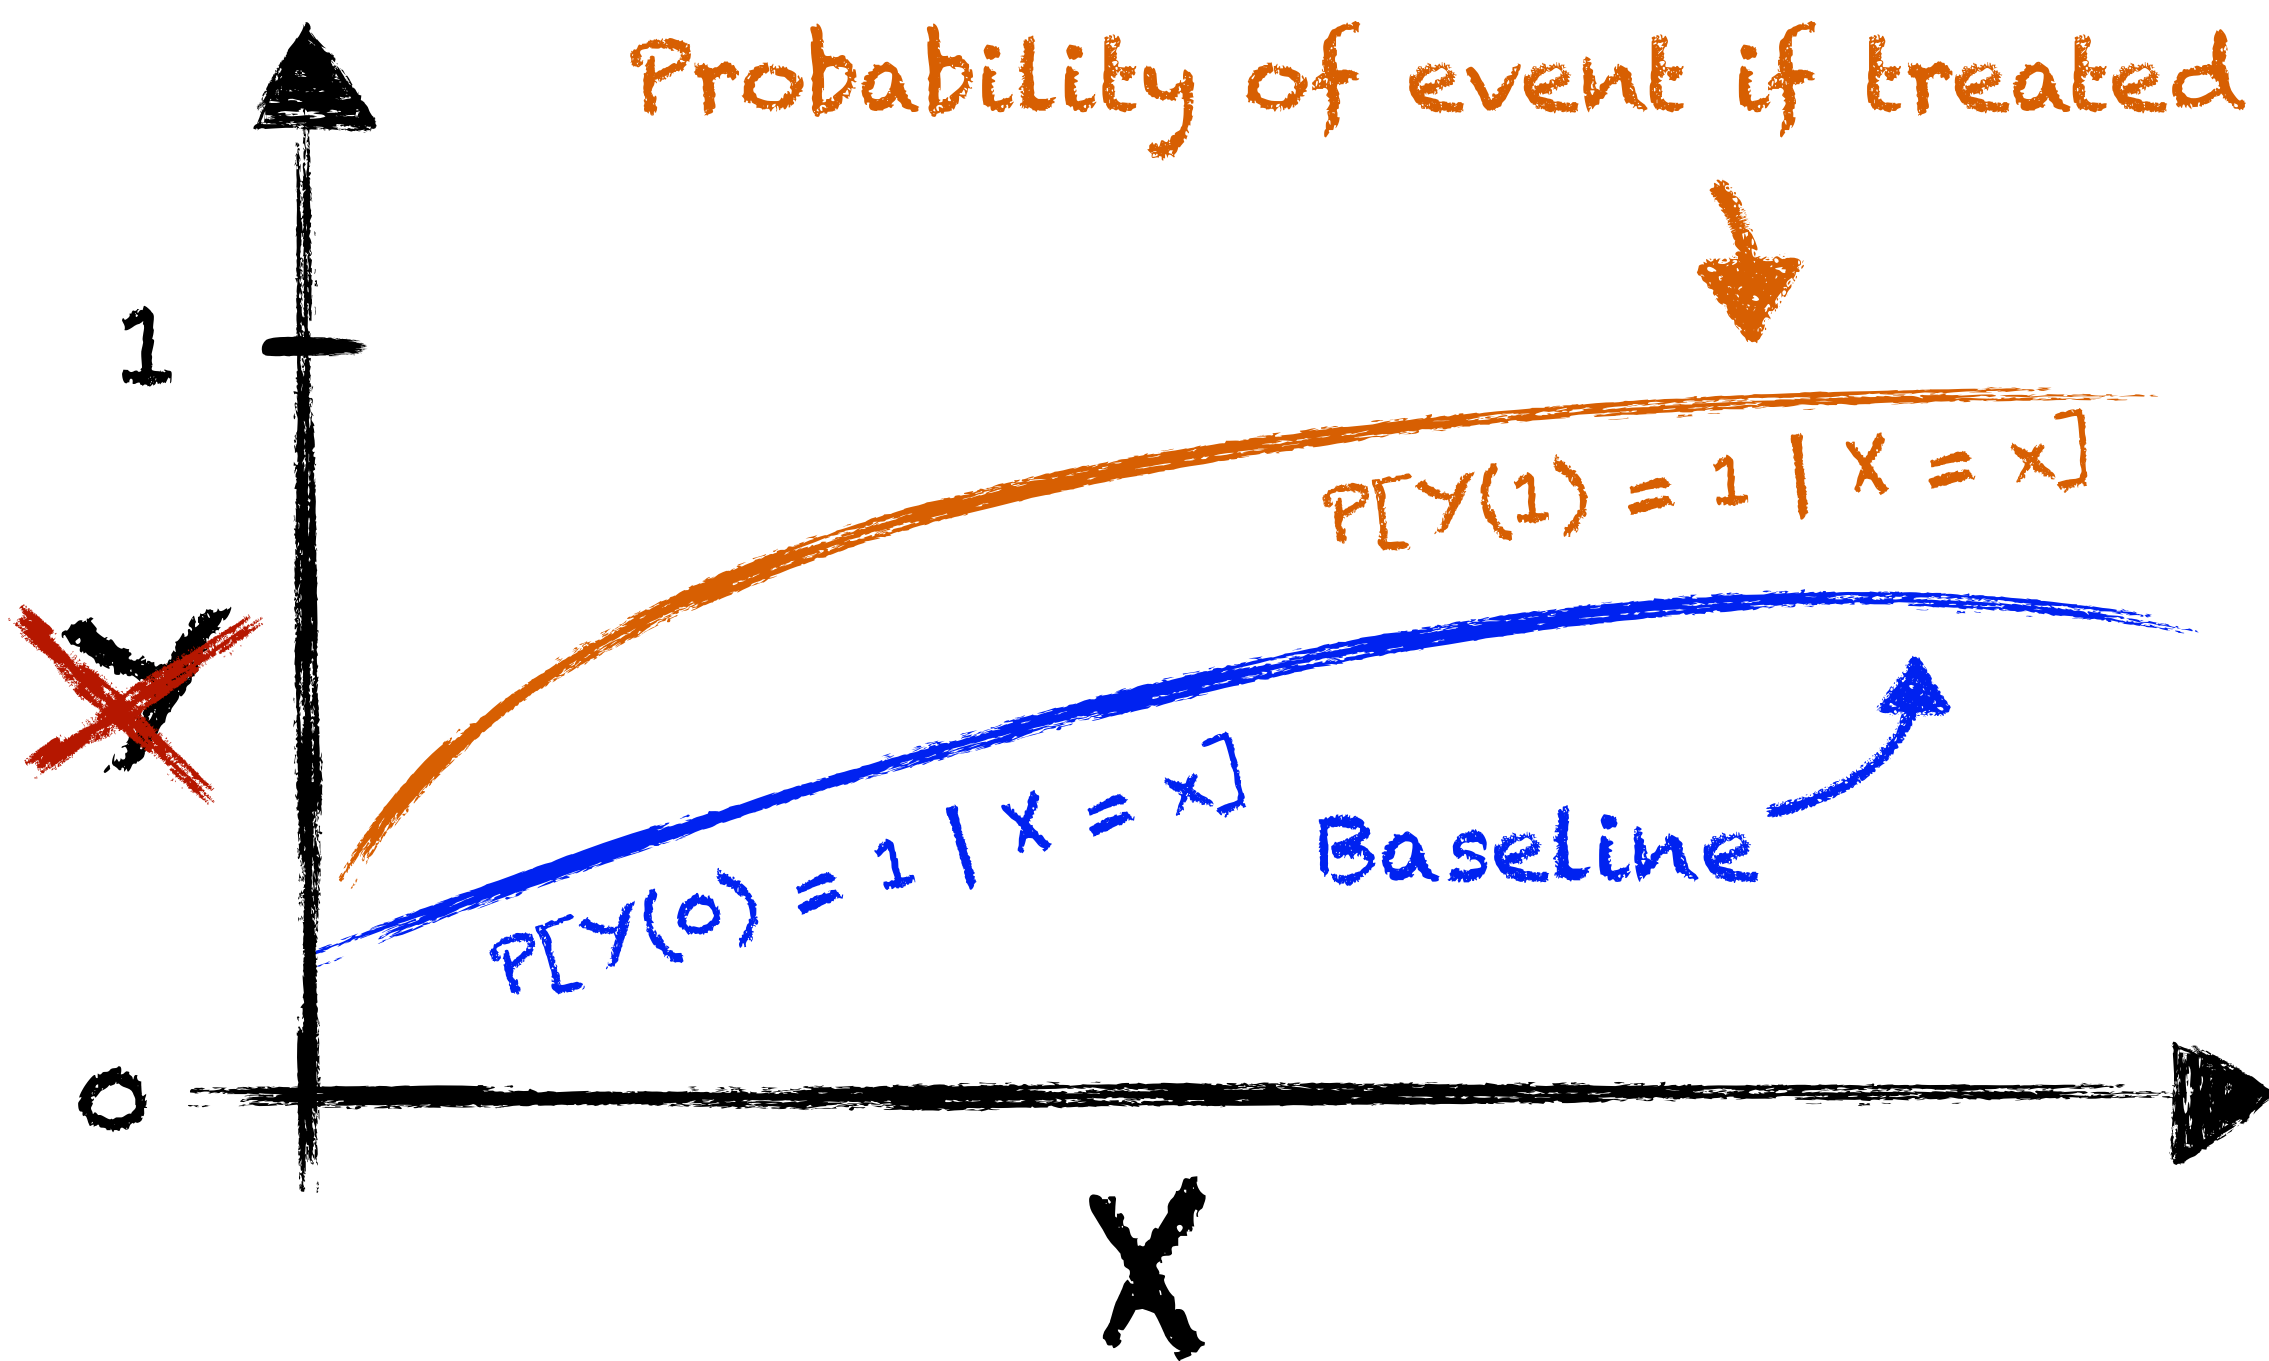 Probability of event if treated
1
P[Y(1) = 1 | X = x]
Y
P[Y(0) = 1 | X = x]
Baseline
0
X